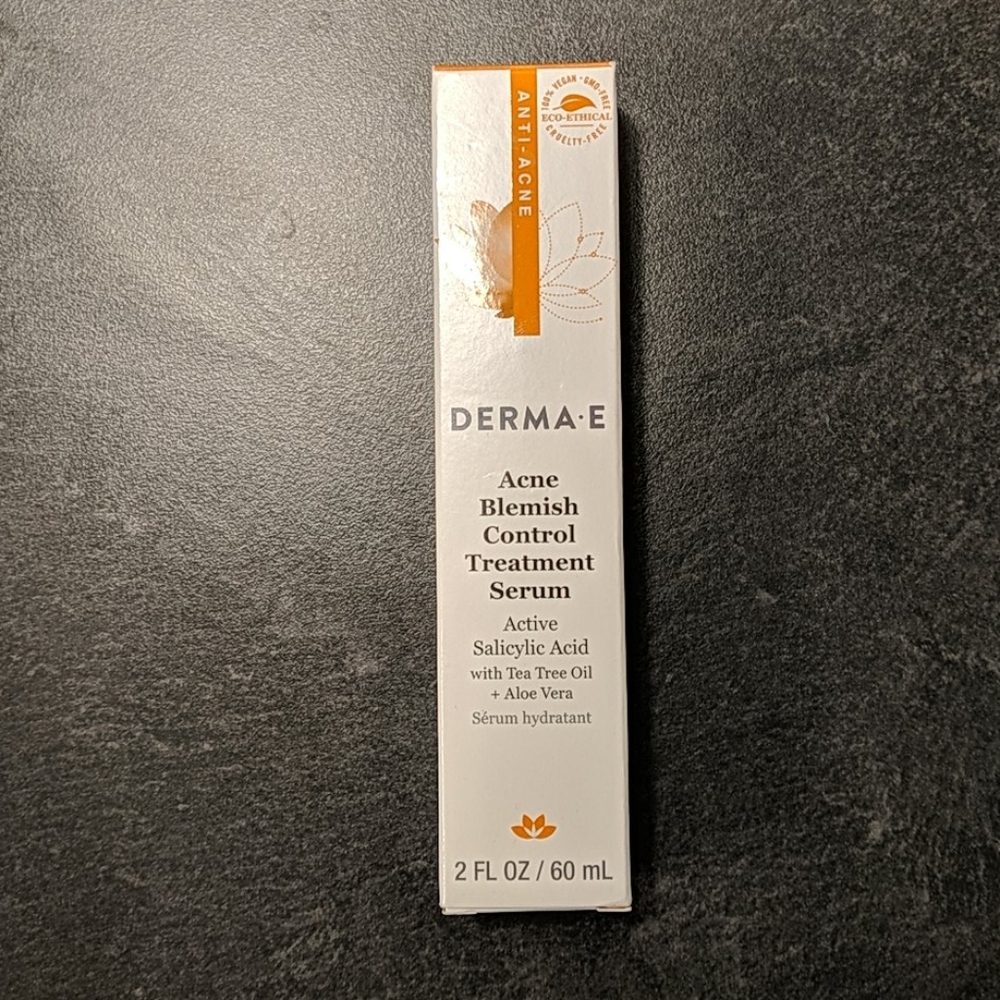 ANTI-ACNE
100% VEGAN • GMO-FREE
ECO-ETHICAL
CRUELTY-FREE
DERMA·E
Acne
Blemish
Control
Treatment
Serum
Active
Salicylic Acid
with Tea Tree Oil
+ Aloe Vera
Sérum hydratant
2 FL OZ / 60 mL